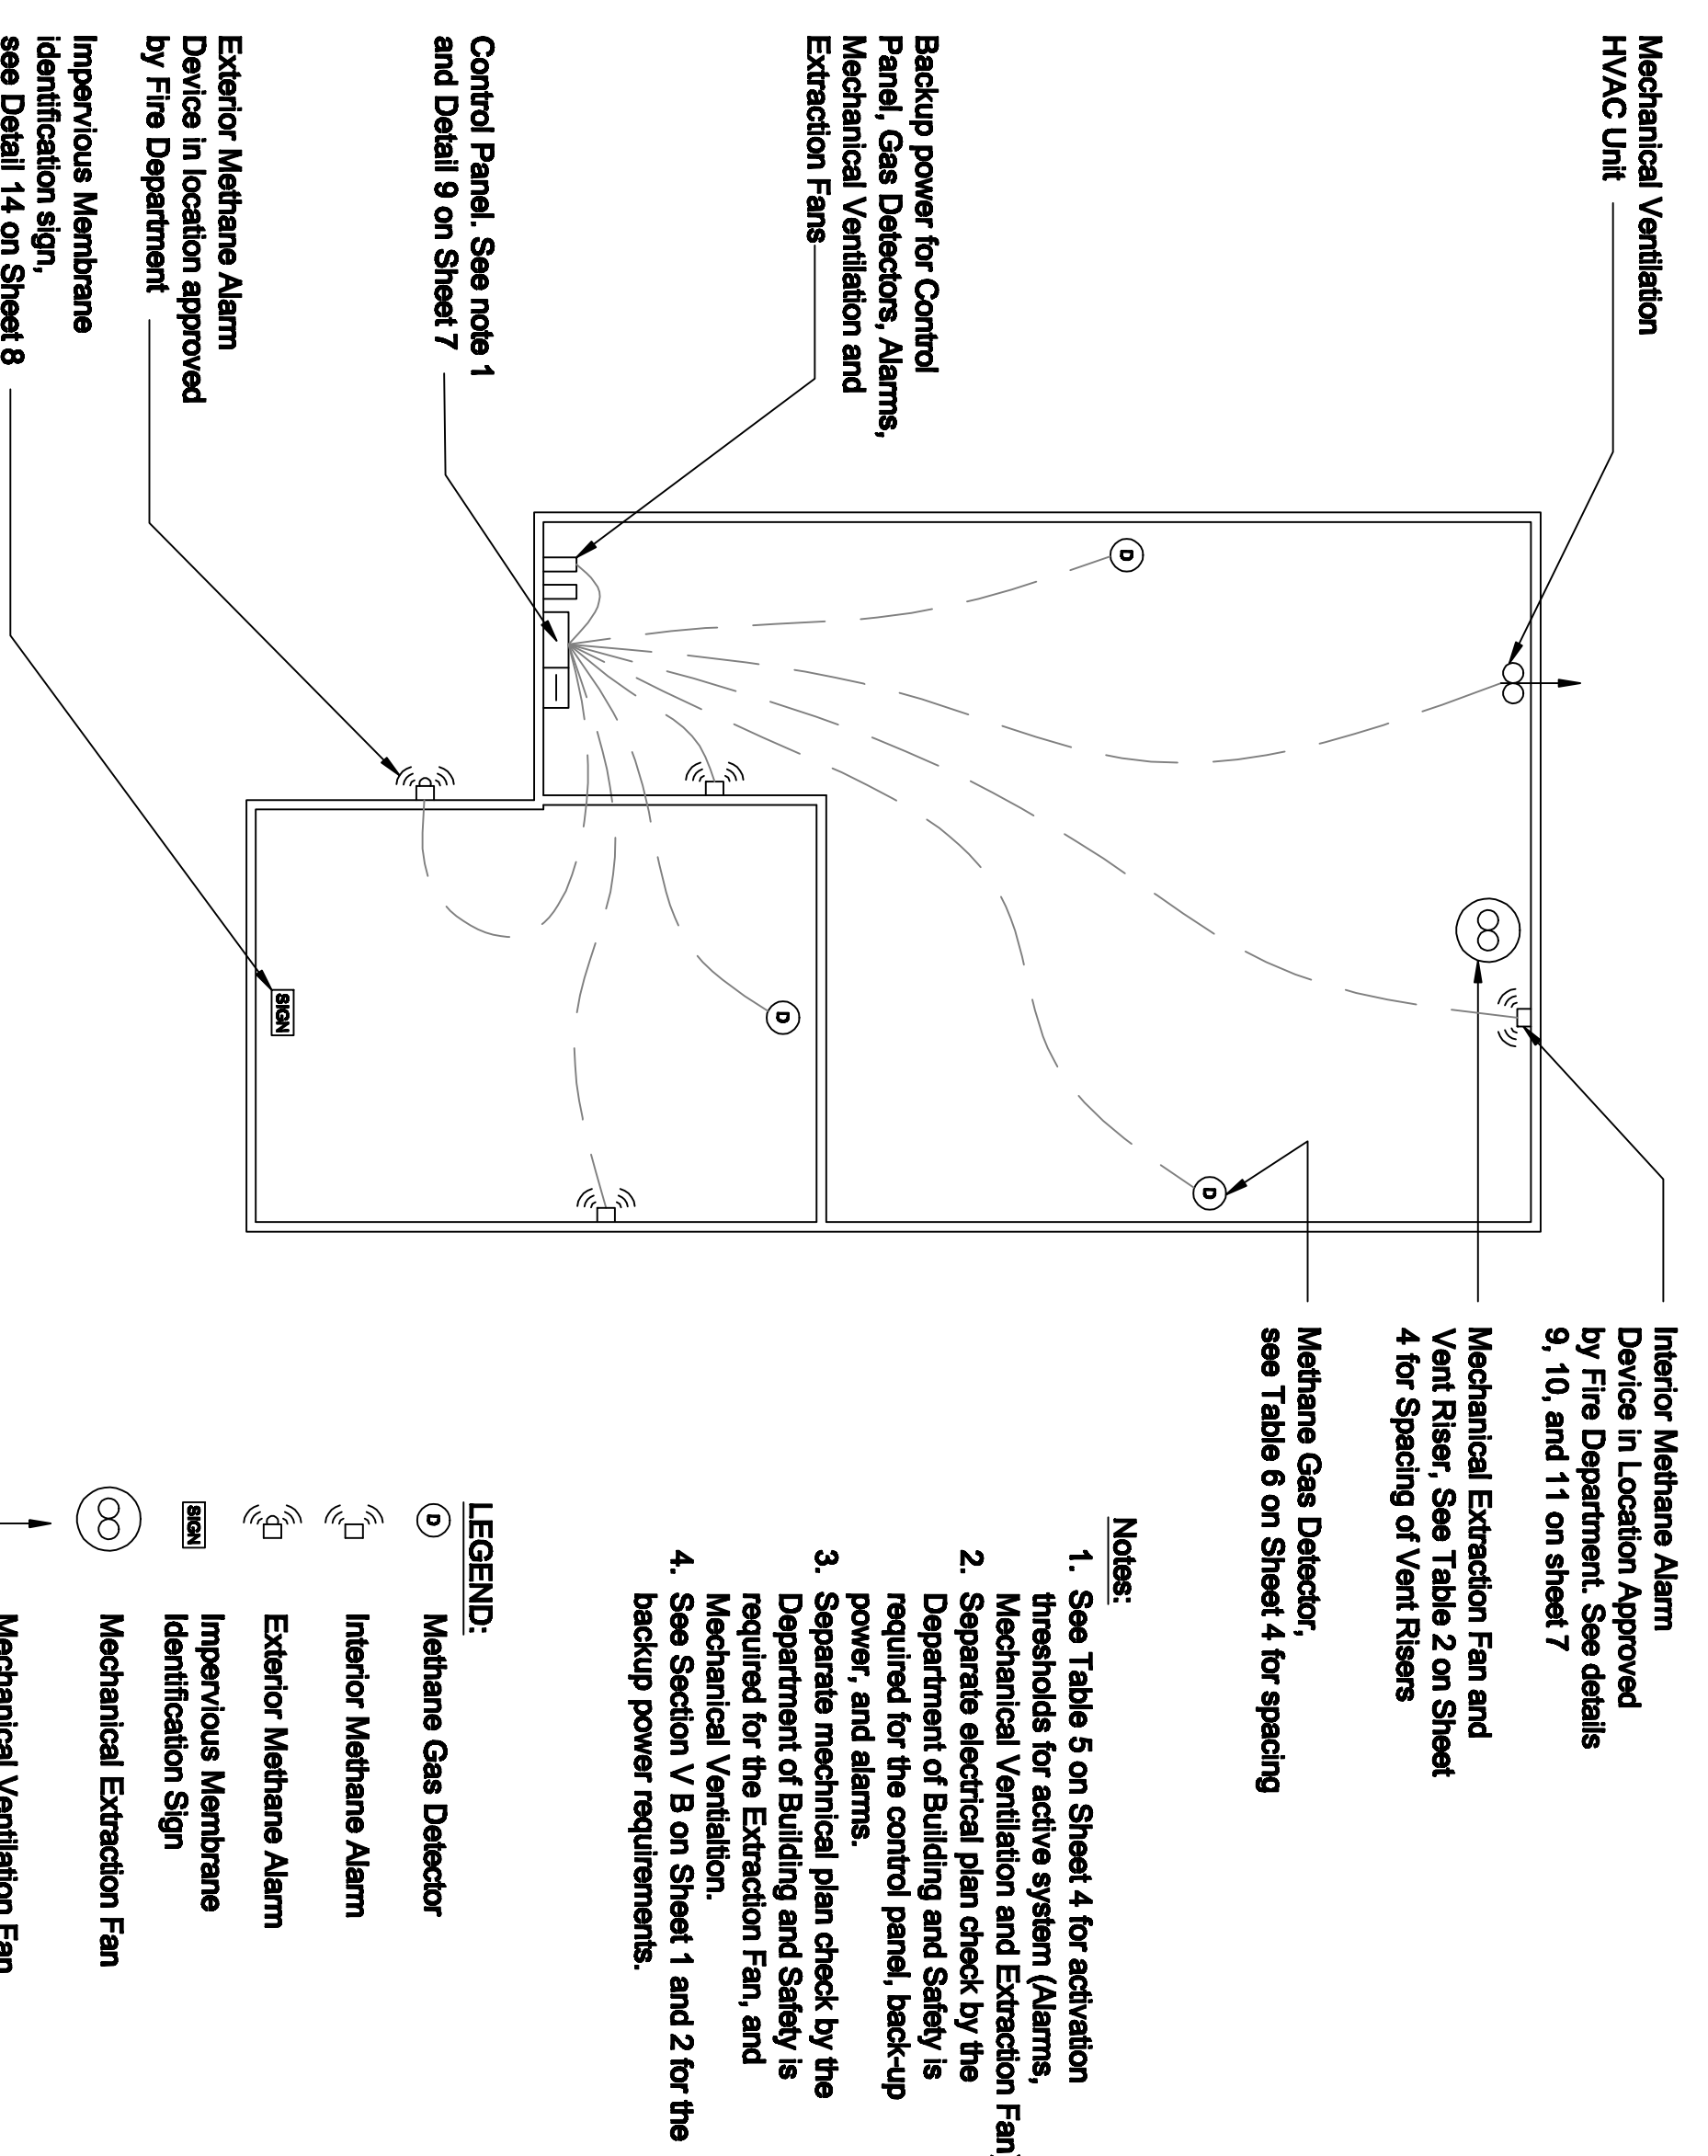 Mechanical Ventilation
HVAC Unit
Backup power for Control
Panel, Gas Detectors, Alarms,
Mechanical Ventilation and
Extraction Fans
Control Panel. See note 1
and Detail 9 on Sheet 7
Exterior Methane Alarm
Device in location approved
by Fire Department
Impervious Membrane
identification sign,
see Detail 14 on Sheet 8
D
D
D
SIGN
Interior Methane Alarm
Device in Location Approved
by Fire Department. See details
9, 10, and 11 on sheet 7
Mechanical Extraction Fan and
Vent Riser, See Table 2 on Sheet
4 for Spacing of Vent Risers
Methane Gas Detector,
see Table 6 on Sheet 4 for spacing
Notes:
1. See Table 5 on Sheet 4 for activation
thresholds for active system (Alarms,
Mechanical Ventilation and Extraction Fan)
2. Separate electrical plan check by the
Department of Building and Safety is
required for the control panel, back-up
power, and alarms.
3. Separate mechnical plan check by the
Department of Building and Safety is
required for the Extraction Fan, and
Mechanical Ventialtion.
4. See Section V B on Sheet 1 and 2 for the
backup power requirements.
LEGEND:
D Methane Gas Detector
Interior Methane Alarm
Exterior Methane Alarm
SIGN Impervious Membrane
Identification Sign
Mechanical Extraction Fan
Mechanical Ventilation Fan